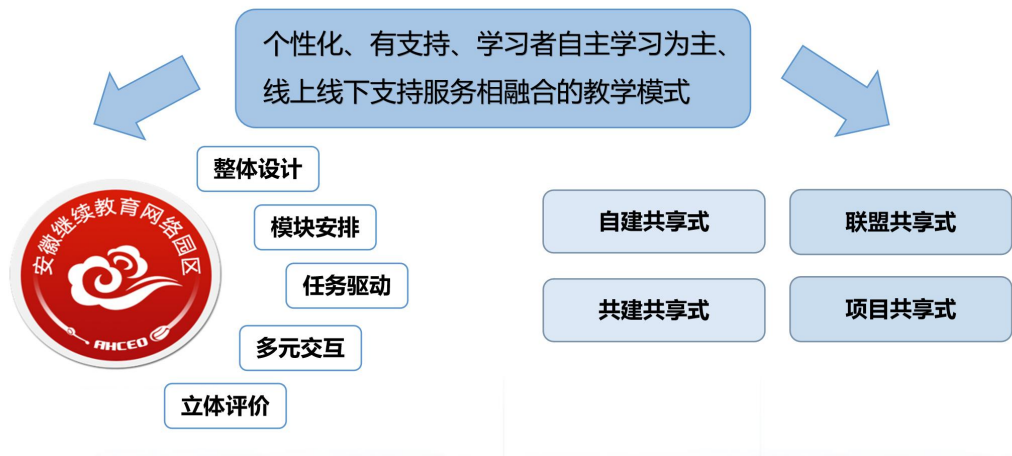 个性化、有支持、学习者自主学习为主、
线上线下支持服务相融合的教学模式
整体设计
模块安排
任务驱动
多元交互
立体评价
安徽继续教育网络园区
AHCEO
自建共享式
联盟共享式
共建共享式
项目共享式